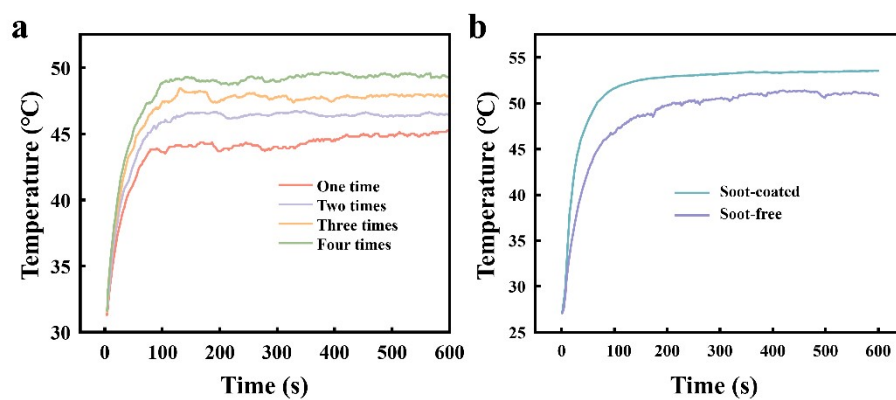 a
Temperature (°C)
50
45
40
35
30
0 100 200 300 400 500 600
Time (s)
One time
Two times
Three times
Four times
b
Temperature (°C)
55
50
45
40
35
30
25
0 100 200 300 400 500 600
Time (s)
Soot-coated
Soot-free